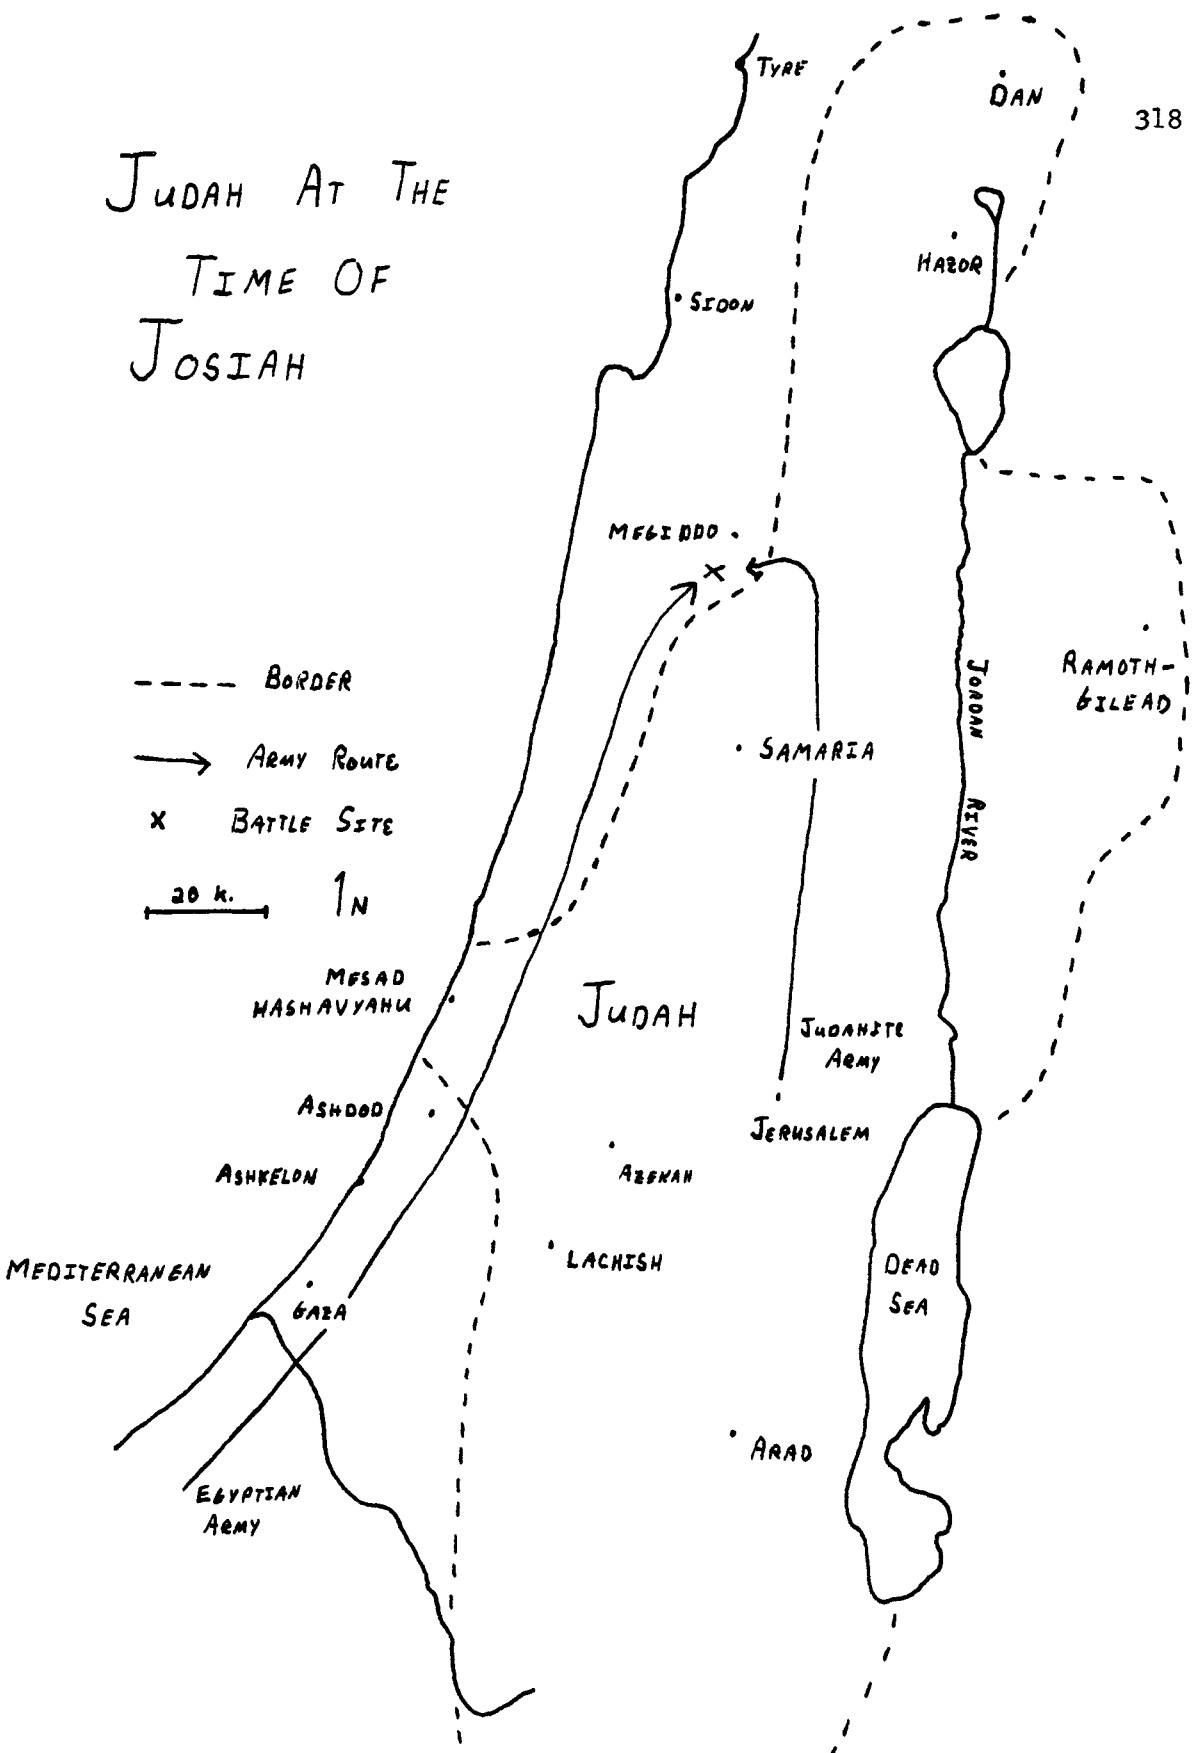 TYRE
DAN
318
JUDAH AT THE
TIME OF
JOSIAH
HAZOR
SIDON
MEGIDDO
RAMOTH-
GILEAD
JORDAN RIVER
BORDER
SAMARIA
ARMY ROUTE
X BATTLE SITE
20 k.
N
MESAD
HASHAVYAHU
JUDAH
JUDAHITE
ARMY
ASHDOD
JERUSALEM
ASHKELON
AZEKAH
LACHISH
MEDITERRANEAN
SEA
DEAD
SEA
GAZA
ARAD
EGYPTIAN
ARMY